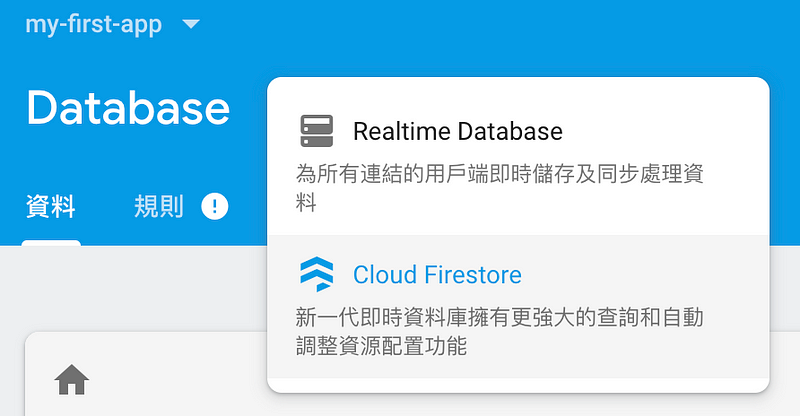 my-first-app
Database
資料
規則
Realtime Database
為所有連結的用戶端即時儲存及同步處理資
料
Cloud Firestore
新一代即時資料庫擁有更強大的查詢和自動
調整資源配置功能